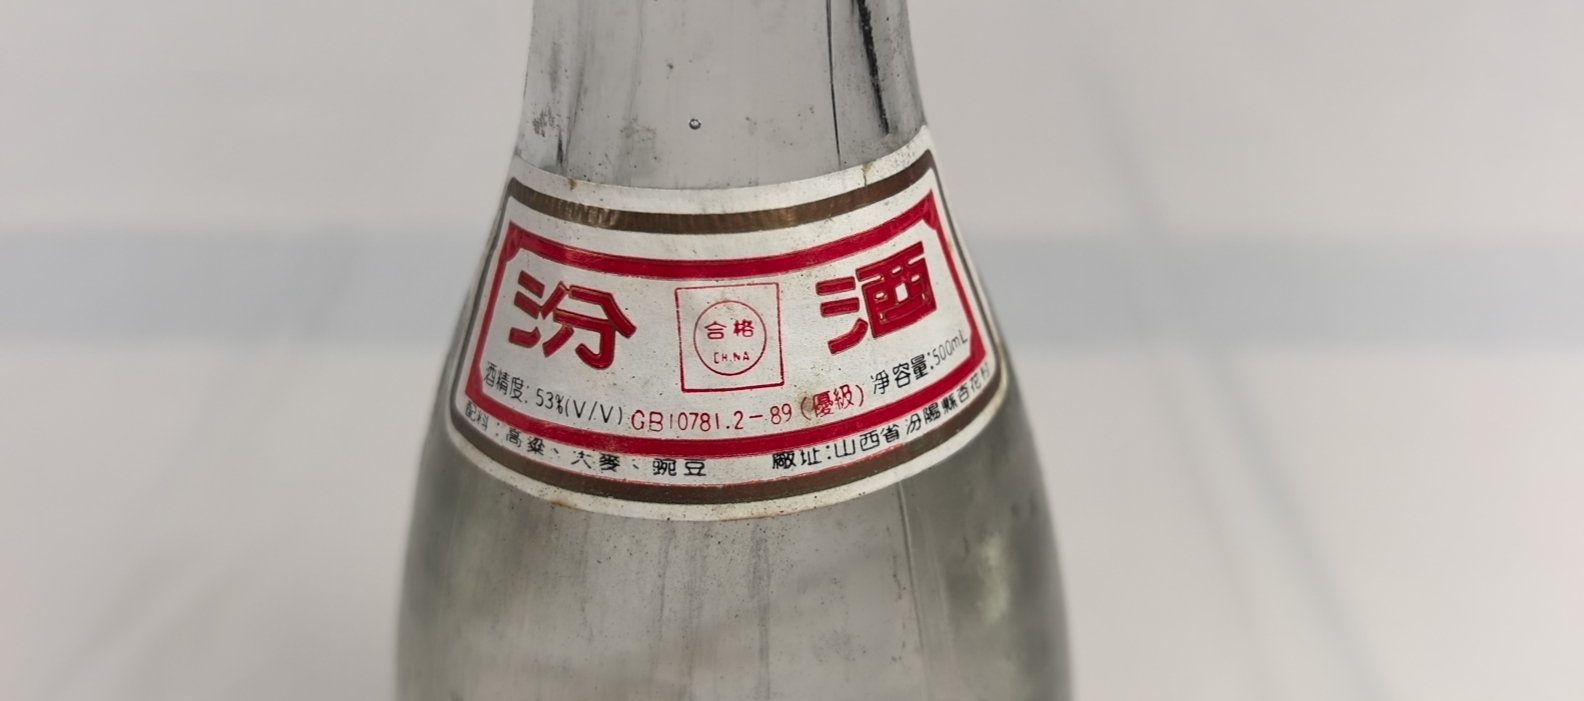 汾 酒
合格
CHINA
酒精度: 53%(V/V) GB10781.2-89(優級) 净容量:500mL
配料:高粱、大麥、豌豆 廠址:山西省汾陽縣杏花村